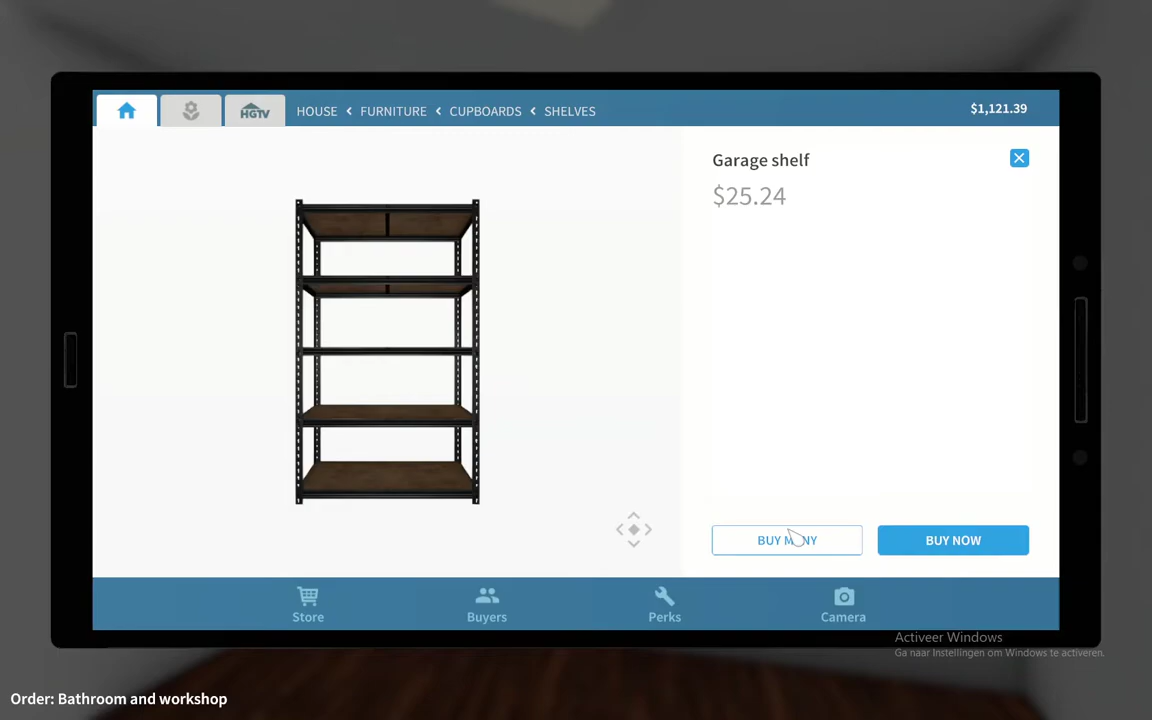 HGTV
HOUSE < FURNITURE < CUPBOARDS < SHELVES
$1,121.39
Garage shelf
$25.24
BUY MANY
BUY NOW
Store
Buyers
Perks
Camera
Activeer Windows
Ga naar Instellingen om Windows te activeren.
Order: Bathroom and workshop